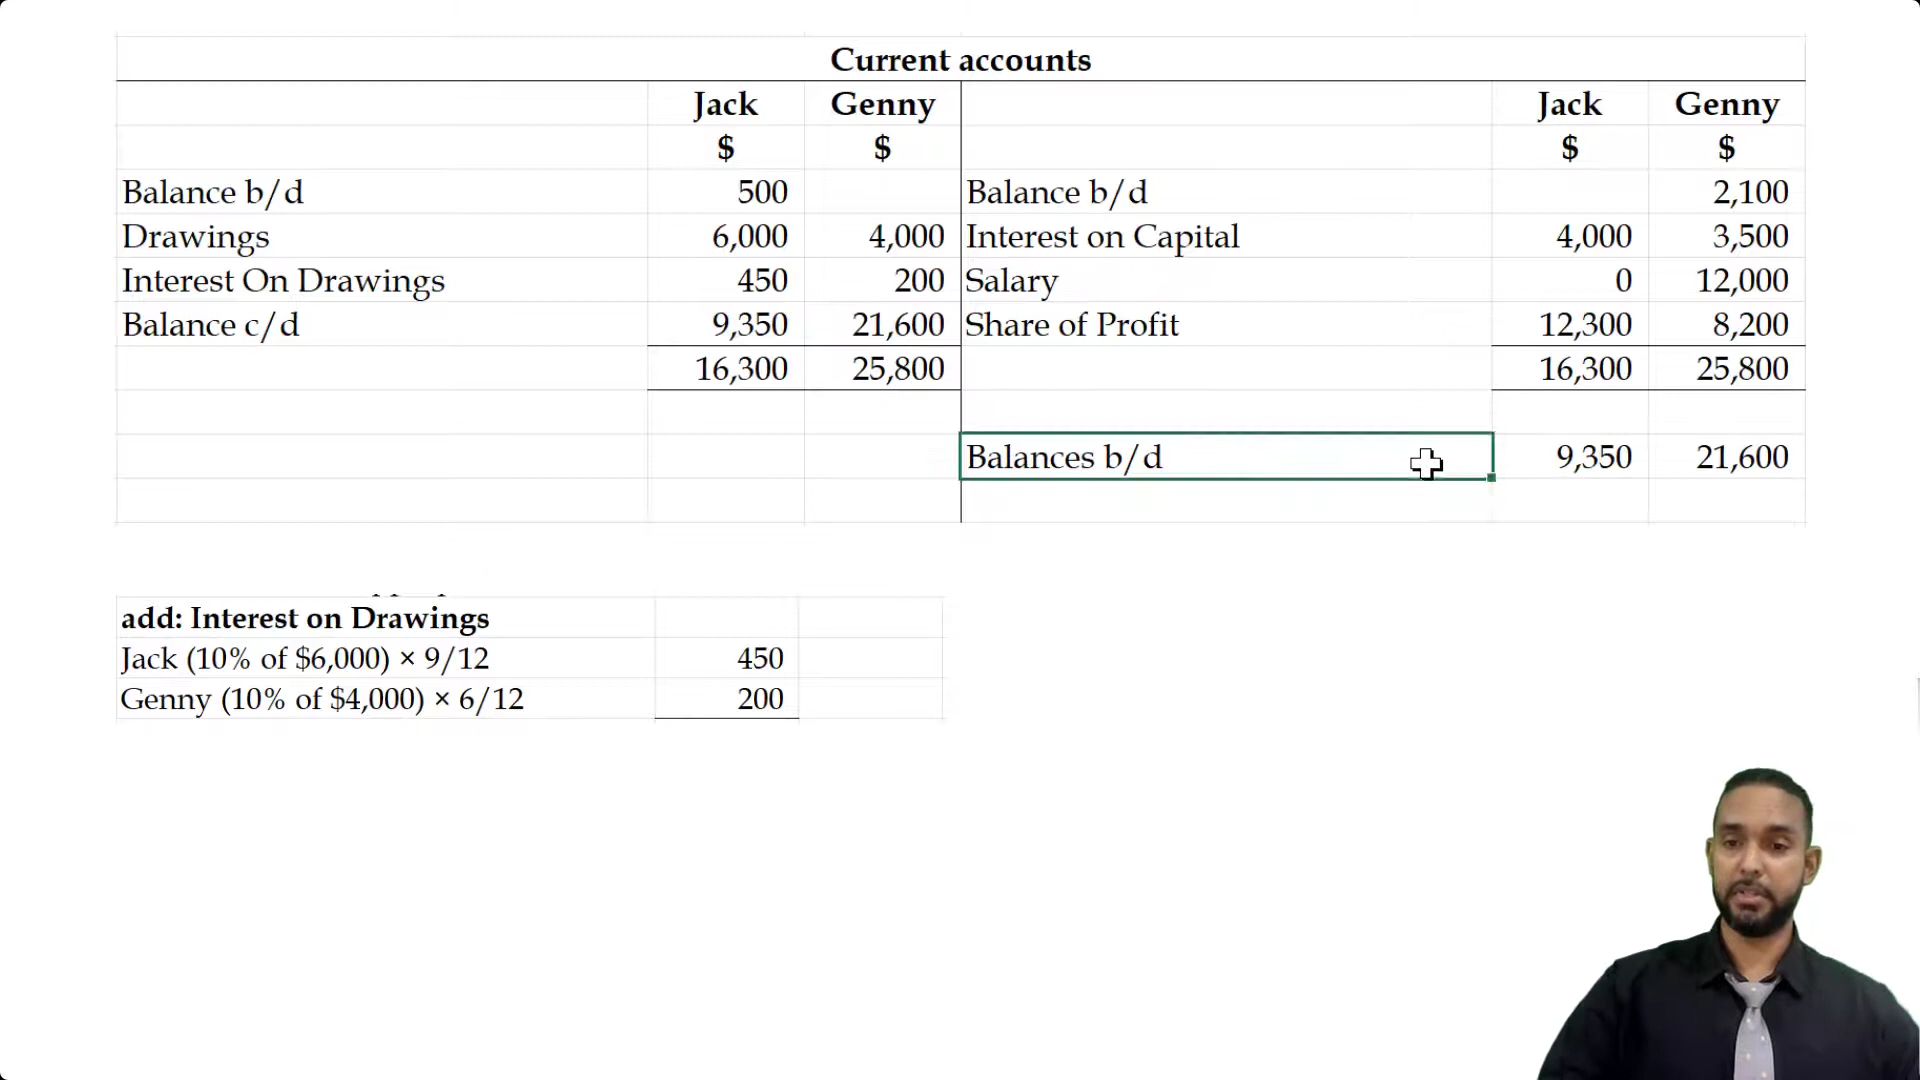 Current accounts
Jack Genny Jack Genny
$ $ $ $
Balance b/d 500 Balance b/d 2,100
Drawings 6,000 4,000 Interest on Capital 4,000 3,500
Interest On Drawings 450 200 Salary 0 12,000
Balance c/d 9,350 21,600 Share of Profit 12,300 8,200
16,300 25,800 16,300 25,800
Balances b/d 9,350 21,600
add: Interest on Drawings
Jack (10% of $6,000) × 9/12 450
Genny (10% of $4,000) × 6/12 200